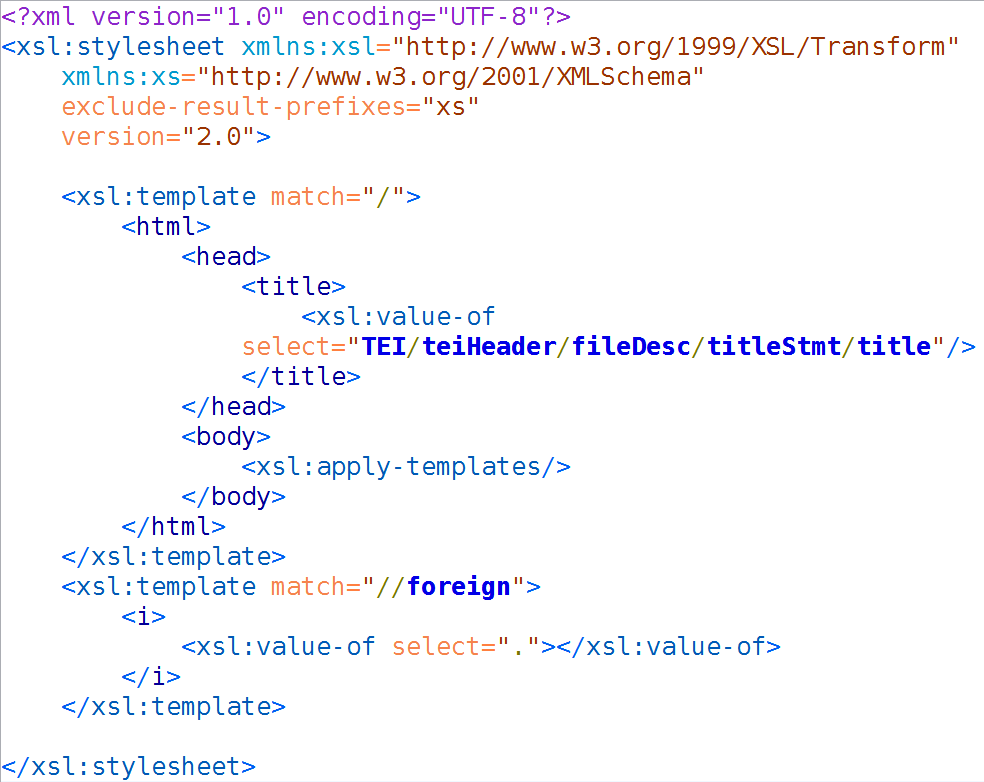 <?xml version="1.0" encoding="UTF-8"?>
<xsl:stylesheet xmlns:xsl="http://www.w3.org/1999/XSL/Transform"
    xmlns:xs="http://www.w3.org/2001/XMLSchema"
    exclude-result-prefixes="xs"
    version="2.0">

    <xsl:template match="/">
        <html>
            <head>
                <title>
                    <xsl:value-of
                select="TEI/teiHeader/fileDesc/titleStmt/title"/>
                </title>
            </head>
            <body>
                <xsl:apply-templates/>
            </body>
        </html>
    </xsl:template>
    <xsl:template match="//foreign">
        <i>
            <xsl:value-of select="."></xsl:value-of>
        </i>
    </xsl:template>

</xsl:stylesheet>